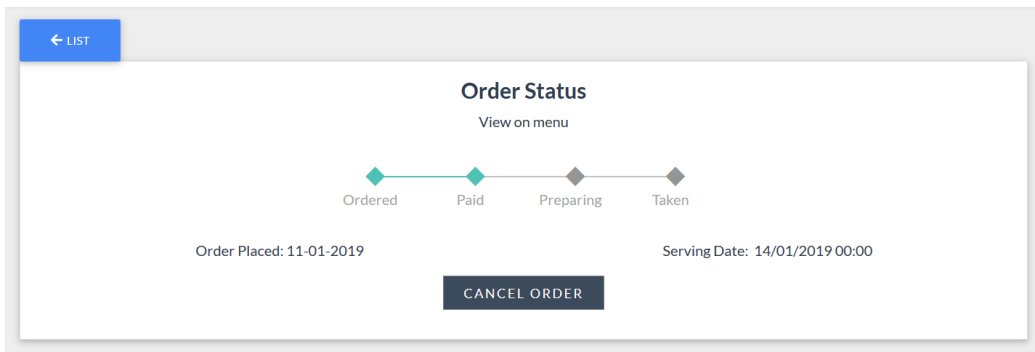 ← LIST
Order Status
View on menu
Ordered Paid Preparing Taken
Order Placed: 11-01-2019 Serving Date: 14/01/2019 00:00
CANCEL ORDER